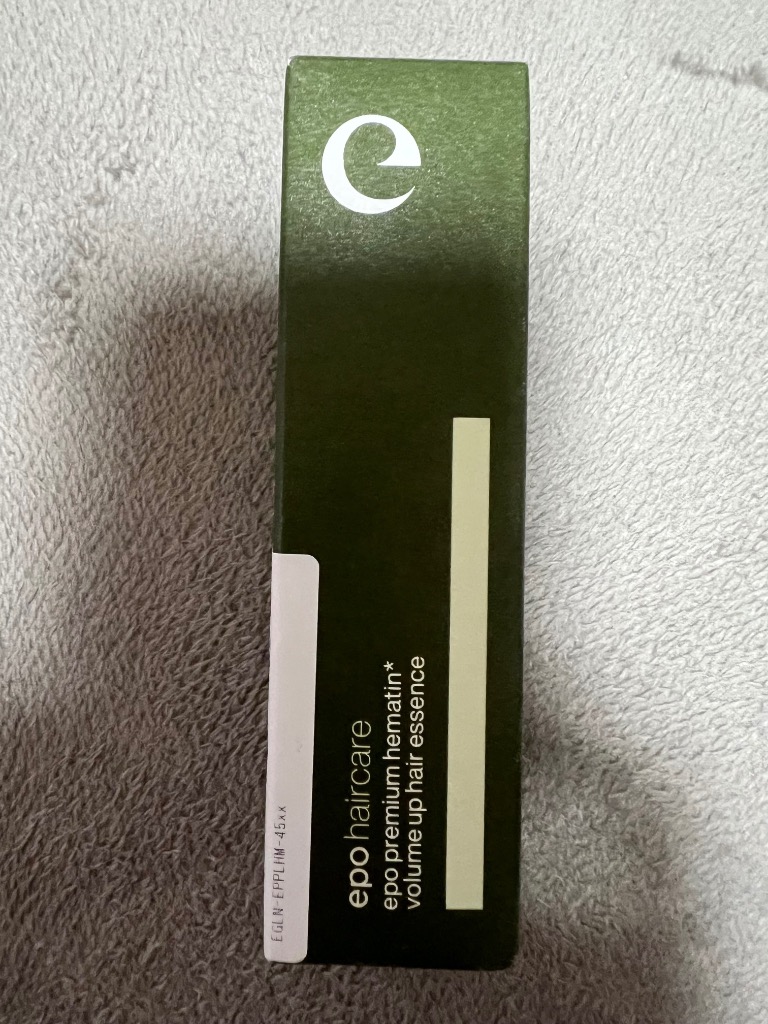 e
epo haircare
epo premium hematin*
volume up hair essence
EGLN-EPPLHM-45xx